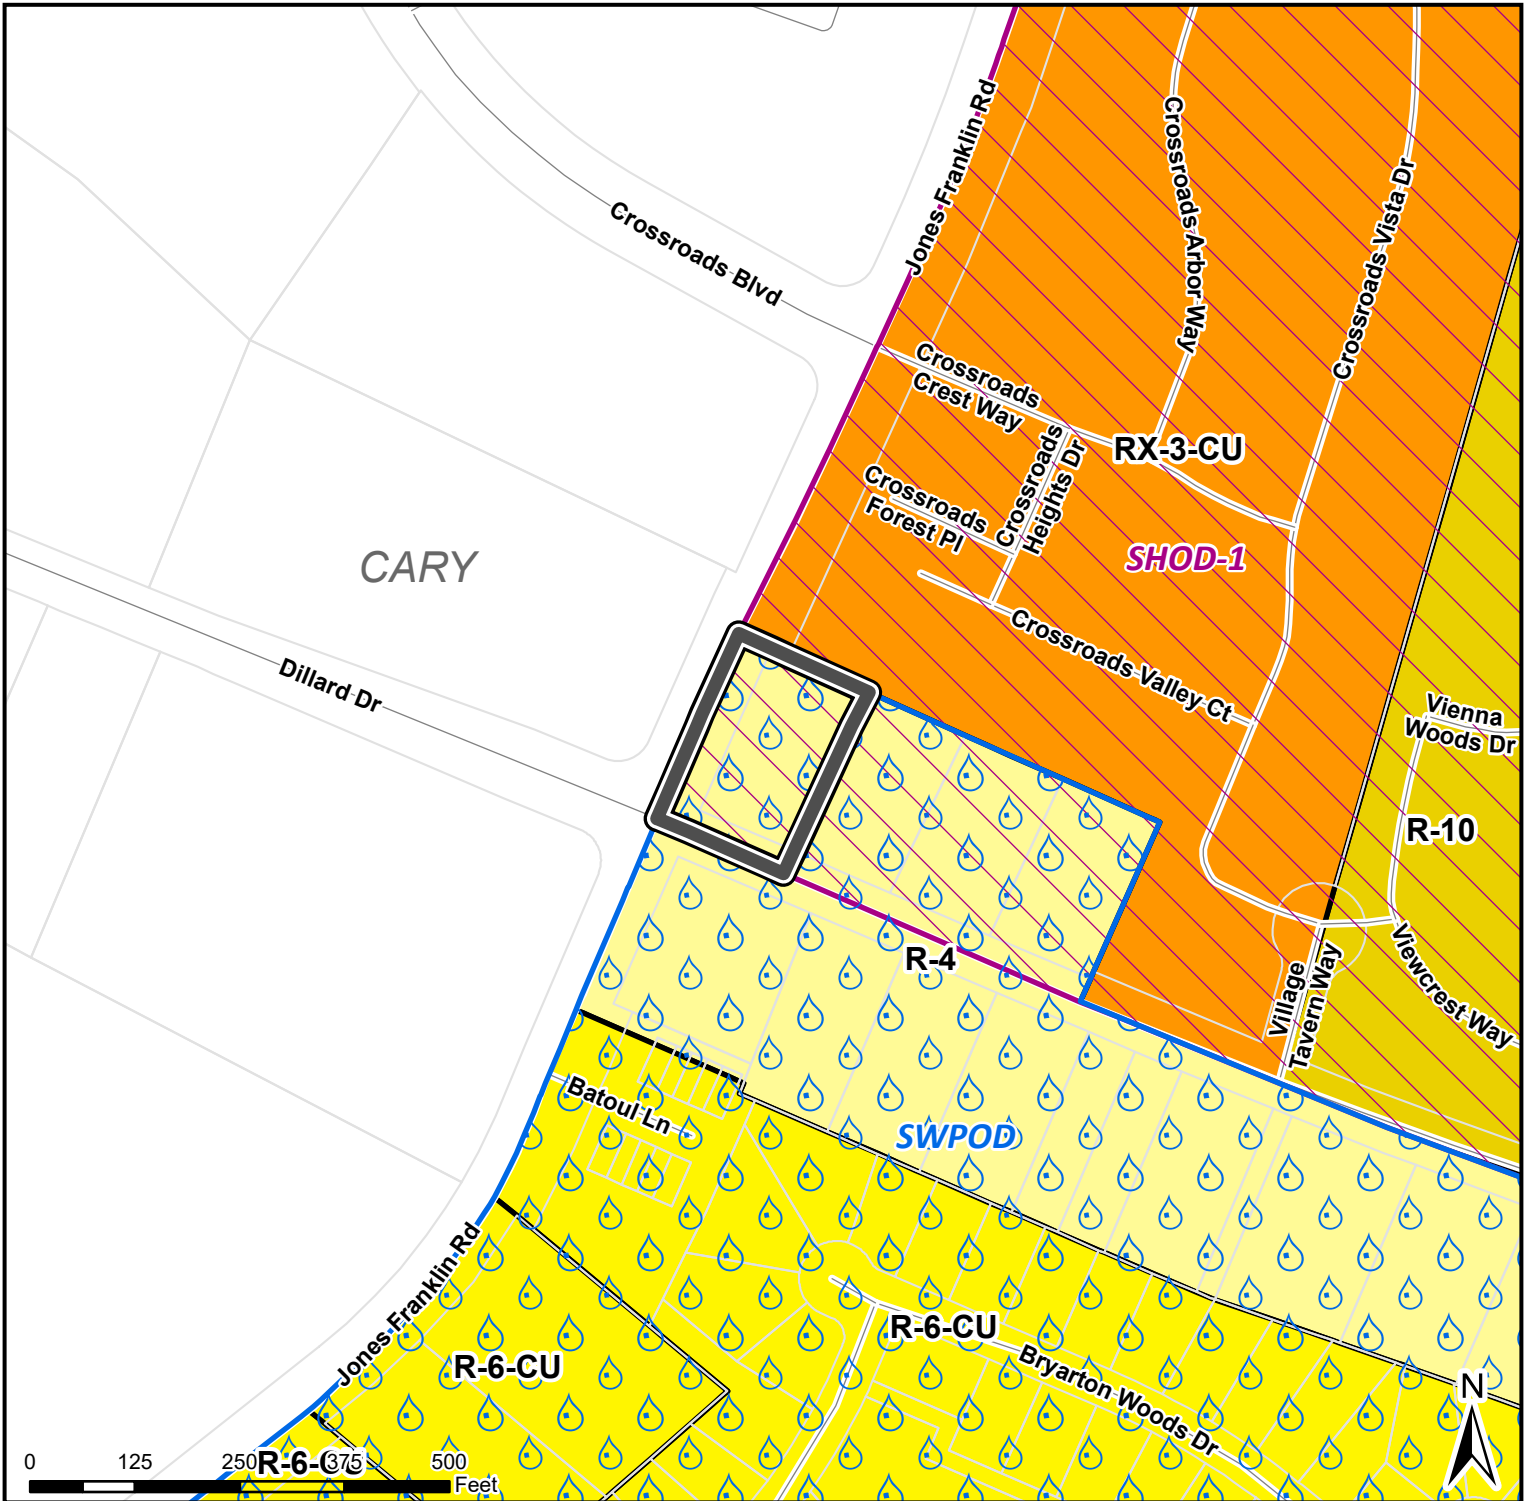 Jones Franklin Rd
Crossroads Arbor Way
Crossroads Vista Dr
Crossroads Blvd
Crossroads
Crest Way
RX-3-CU
Crossroads
Heights Dr
Crossroads
Forest Pl
SHOD-1
CARY
Crossroads Valley Ct
Dillard Dr
Vienna
Woods Dr
R-10
R-4
Village
Tavern Way
Viewcrest Way
Batoul Ln
SWPOD
Jones Franklin Rd
R-6-CU
R-6-CU
Bryarton Woods Dr
N
R-6-CU
0 125 250 375 500
Feet